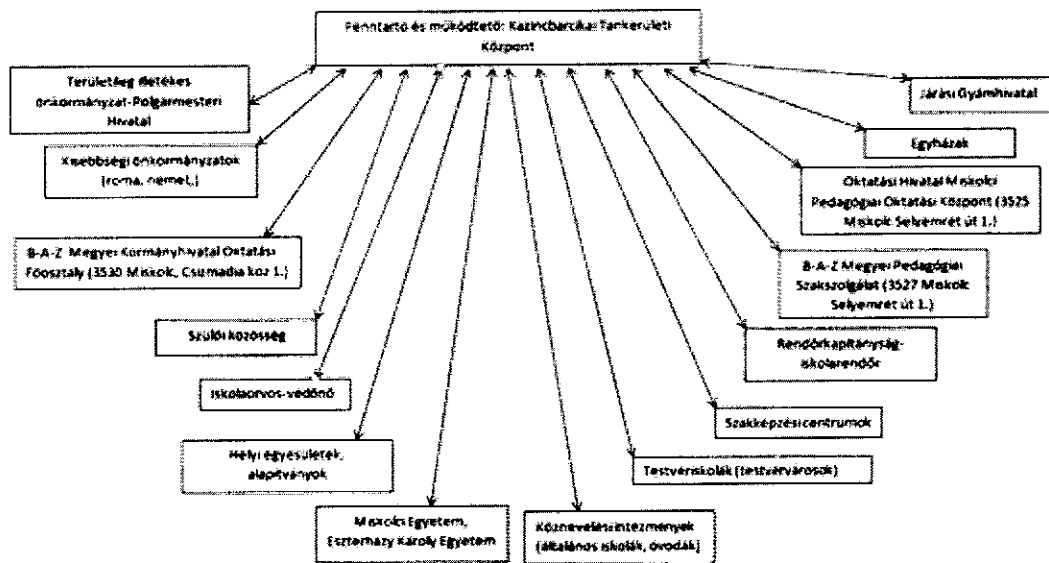 Fenntartó és működtető: Kazincbarcikai Tankerületi
Központ
Területileg illetékes
önkormányzat-Polgármesteri
Hivatal
Járási Gyámhivatal
Egyházak
Kisebbségi önkormányzatok
(roma, német,)
Oktatási Hivatal Miskolci
Pedagógiai Oktatási Központ (3525
Miskolc Selyemrét út 1.)
B-A-Z Megyei Kormányhivatal Oktatási
Főosztály (3530 Miskolc, Csizmadia köz 1.)
B-A-Z Megyei Pedagógiai
Szakszolgálat (3527 Miskolc
Selyemrét út 1.)
Szülői közösség
Rendőrkapitányság-
iskolarendőr
Iskolaorvos-védőnő
Szakképzési centrumok
Helyi egyesületek,
alapítványok
Testvériskolák (testvérvárosok)
Miskolci Egyetem,
Eszterházy Károly Egyetem
Köznevelési intézmények
(általános iskolák, óvodák)